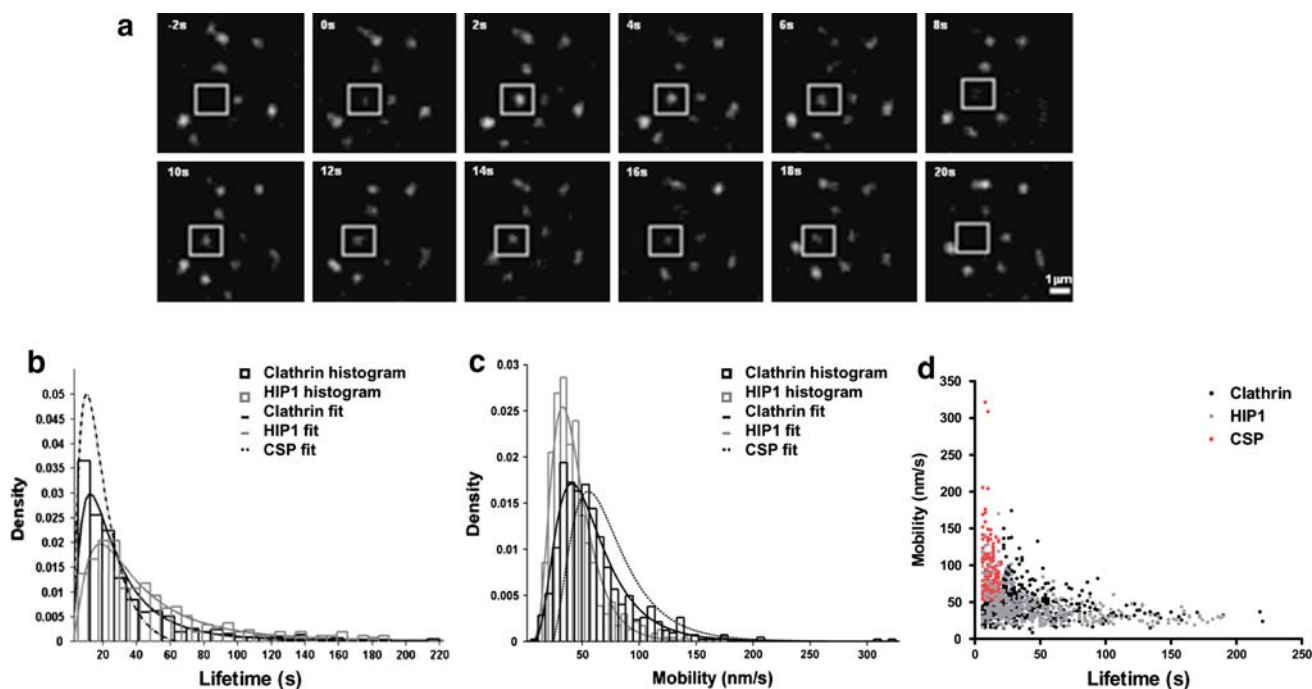 a
-2s
0s
2s
4s
6s
8s
10s
12s
14s
16s
18s
20s
1μm
b
Clathrin histogram
HIP1 histogram
Clathrin fit
HIP1 fit
CSP fit
0.05
0.045
0.04
0.035
0.03
0.025
0.02
0.015
0.01
0.005
0
Density
20
40
60
80
100
120
140
160
180
200
220
Lifetime (s)
c
Clathrin histogram
HIP1 histogram
Clathrin fit
HIP1 fit
CSP fit
0.03
0.025
0.02
0.015
0.01
0.005
0
Density
50
100
150
200
250
300
Mobility (nm/s)
d
Clathrin
HIP1
CSP
350
300
250
200
150
100
50
0
Mobility (nm/s)
0
50
100
150
200
250
Lifetime (s)